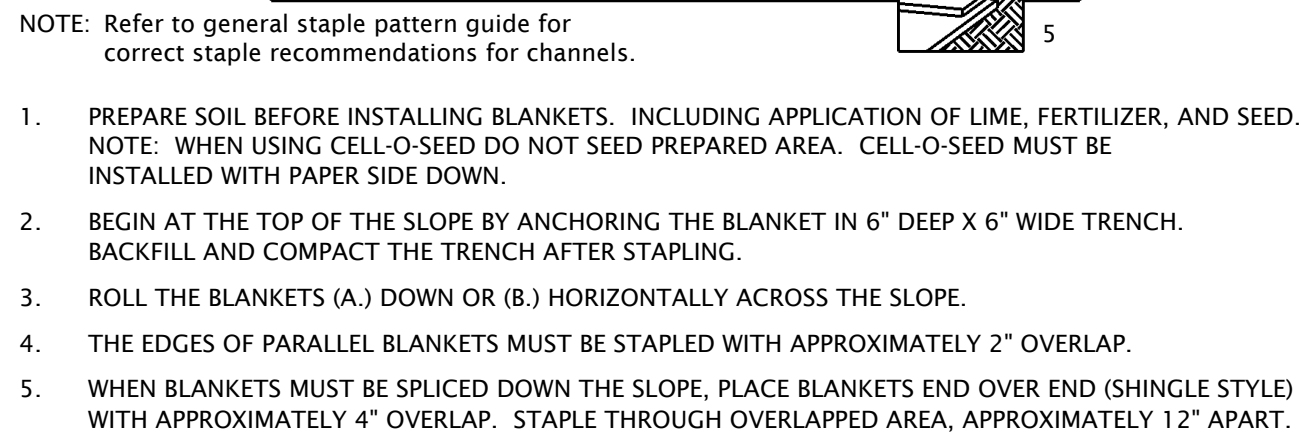 NOTE: Refer to general staple pattern guide for
correct staple recommendations for channels.
5
1. PREPARE SOIL BEFORE INSTALLING BLANKETS. INCLUDING APPLICATION OF LIME, FERTILIZER, AND SEED.
NOTE: WHEN USING CELL-O-SEED DO NOT SEED PREPARED AREA. CELL-O-SEED MUST BE
INSTALLED WITH PAPER SIDE DOWN.
2. BEGIN AT THE TOP OF THE SLOPE BY ANCHORING THE BLANKET IN 6" DEEP X 6" WIDE TRENCH.
BACKFILL AND COMPACT THE TRENCH AFTER STAPLING.
3. ROLL THE BLANKETS (A.) DOWN OR (B.) HORIZONTALLY ACROSS THE SLOPE.
4. THE EDGES OF PARALLEL BLANKETS MUST BE STAPLED WITH APPROXIMATELY 2" OVERLAP.
5. WHEN BLANKETS MUST BE SPLICED DOWN THE SLOPE, PLACE BLANKETS END OVER END (SHINGLE STYLE)
WITH APPROXIMATELY 4" OVERLAP. STAPLE THROUGH OVERLAPPED AREA, APPROXIMATELY 12" APART.